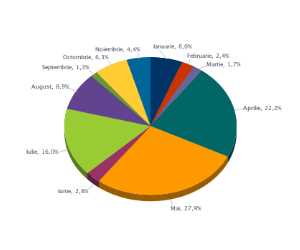 Noiembrie, 4,4%
Ianuarie, 6,0%
Octombrie, 6,3%
Februarie, 2,4%
Septembrie, 1,3%
Martie, 1,7%
August, 8,9%
Aprilie, 22,2%
Iulie, 16,0%
Iunie, 2,8%
Mai, 27,9%